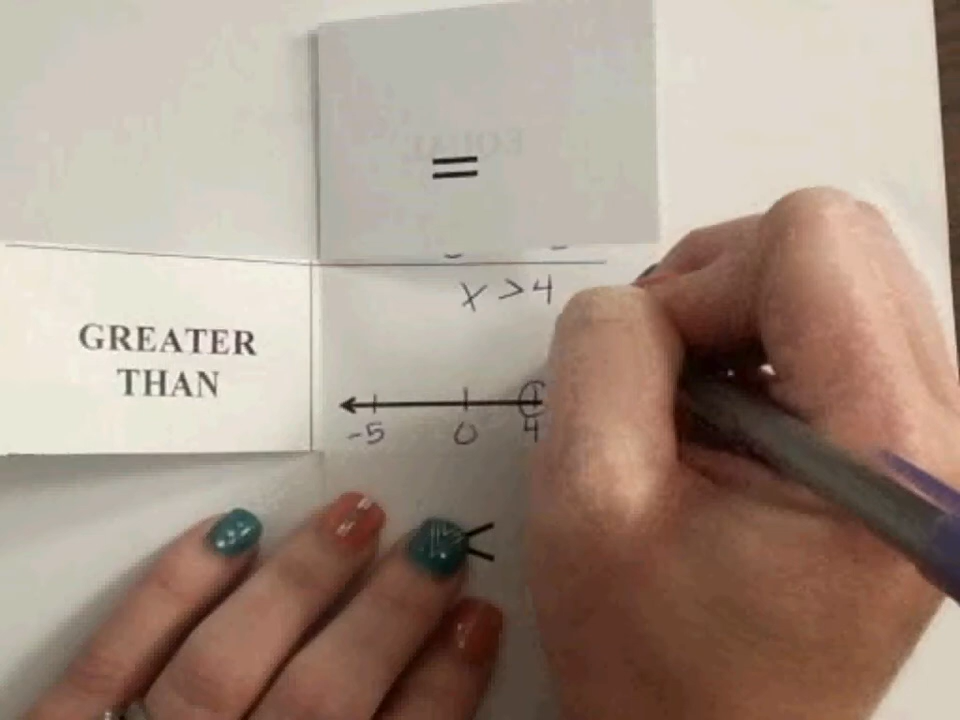 =
x > 4
GREATER
THAN
-5 0 4
<